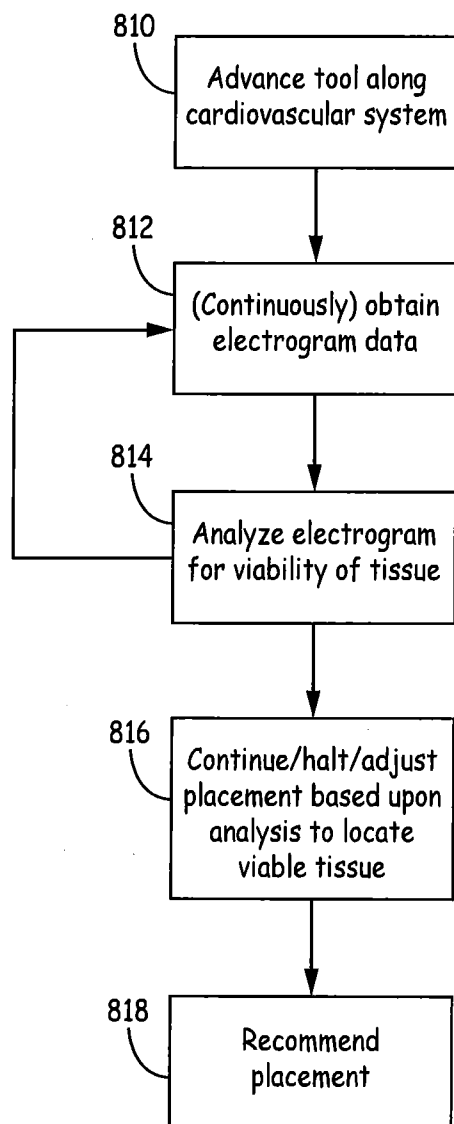 810
Advance tool along
cardiovascular system
812
(Continuously) obtain
electrogram data
814
Analyze electrogram
for viability of tissue
816
Continue/halt/adjust
placement based upon
analysis to locate
viable tissue
818
Recommend
placement